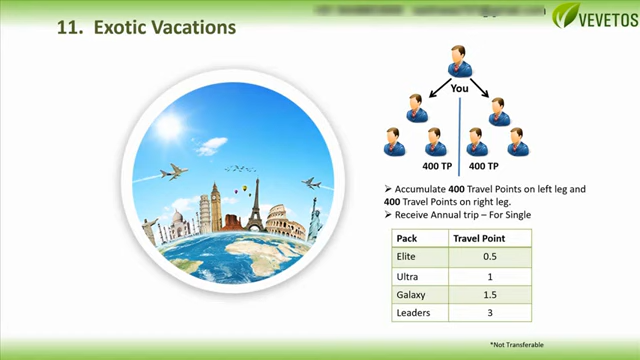 VEVETOS
11. Exotic Vacations
You
400 TP 400 TP
➢ Accumulate 400 Travel Points on left leg and
400 Travel Points on right leg.
➢ Receive Annual trip – For Single
Pack Travel Point
Elite 0.5
Ultra 1
Galaxy 1.5
Leaders 3
*Not Transferable